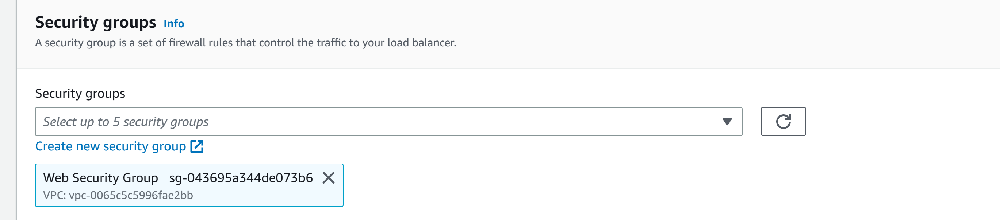 Security groups Info
A security group is a set of firewall rules that control the traffic to your load balancer.
Security groups
Select up to 5 security groups
Create new security group
Web Security Group sg-043695a344de073b6
VPC: vpc-0065c5c5996fae2bb